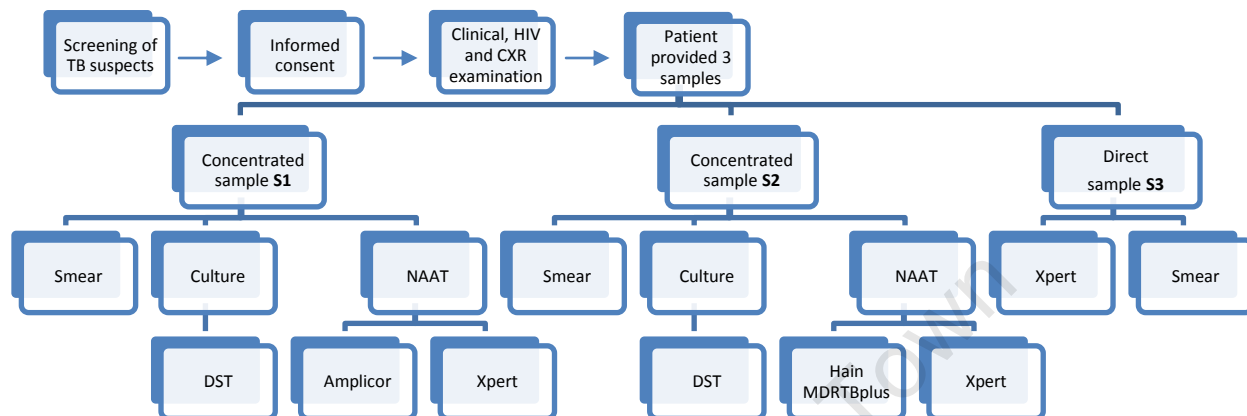 Screening of
TB suspects
Informed
consent
Clinical, HIV
and CXR
examination
Patient
provided 3
samples
Concentrated
sample S1
Concentrated
sample S2
Direct
sample S3
Smear
Culture
NAAT
Smear
Culture
NAAT
Xpert
Smear
DST
Amplicor
Xpert
DST
Hain
MDRTBplus
Xpert
Town